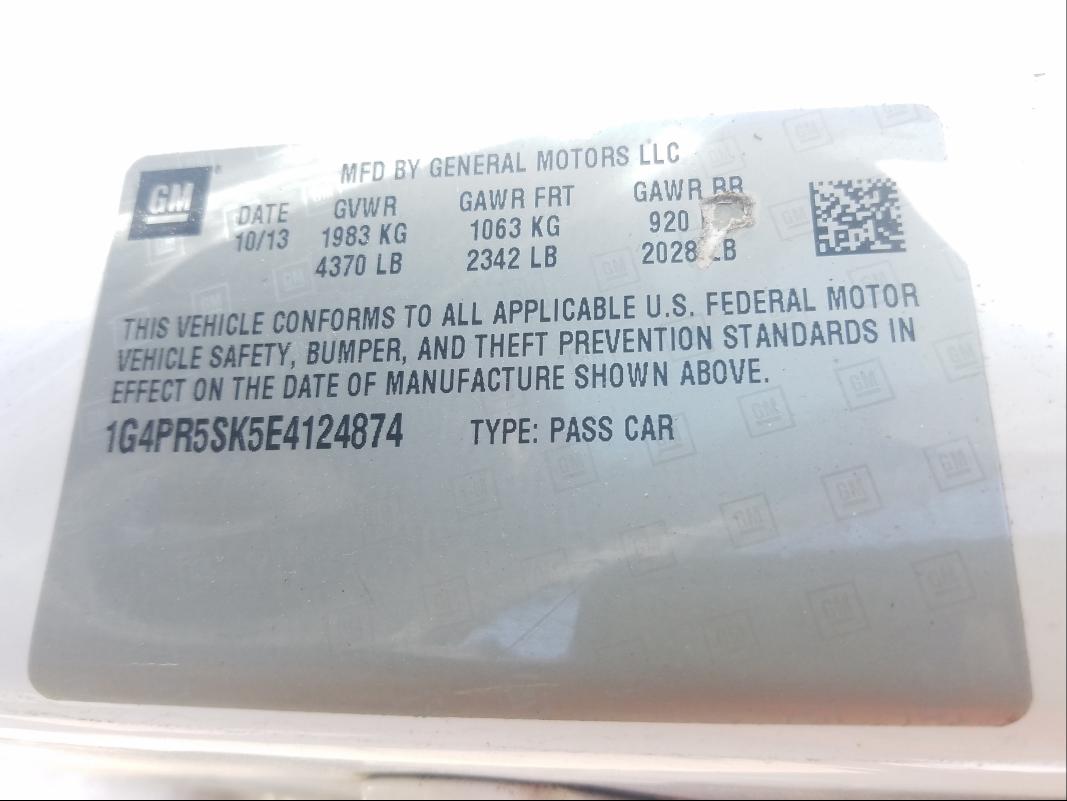 MFD BY GENERAL MOTORS LLC
GM® DATE GVWR GAWR FRT GAWR RR
10/13 1983 KG 1063 KG 920
4370 LB 2342 LB 2028 LB
THIS VEHICLE CONFORMS TO ALL APPLICABLE U.S. FEDERAL MOTOR
VEHICLE SAFETY, BUMPER, AND THEFT PREVENTION STANDARDS IN
EFFECT ON THE DATE OF MANUFACTURE SHOWN ABOVE.
1G4PR5SK5E4124874 TYPE: PASS CAR